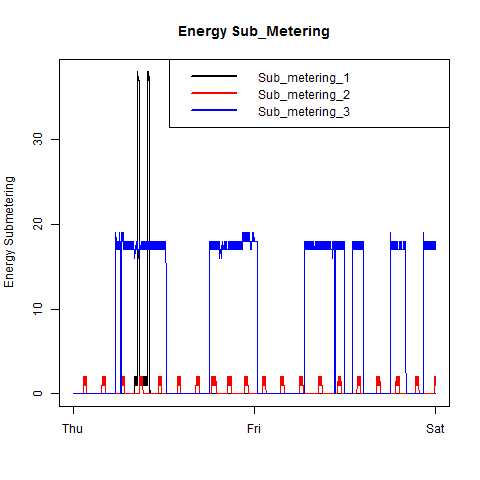 Energy Sub_Metering
Sub_metering_1
Sub_metering_2
Sub_metering_3
Energy Submetering
30
20
10
0
Thu
Fri
Sat